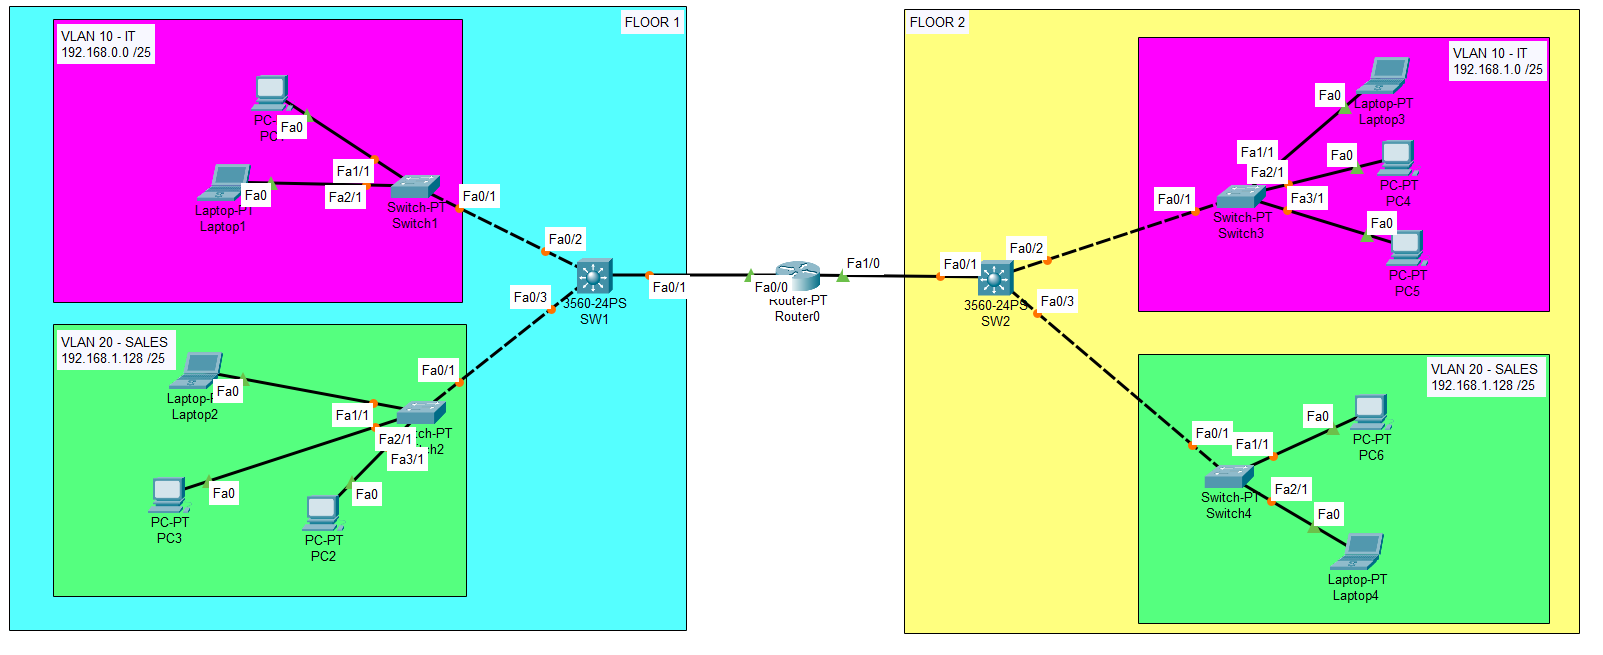 FLOOR 1
VLAN 10 - IT
192.168.0.0 /25
PC-
PC
Fa0
Fa1/1
Fa0
Fa2/1
Fa0/1
Laptop-PT
Laptop1
Switch-PT
Switch1
Fa0/2
Fa0/3
3560-24PS
SW1
Fa0/1
VLAN 20 - SALES
192.168.1.128 /25
Fa0/1
Fa0
Laptop2
Fa1/1
Fa2/1
Fa3/1
Fa0
PC-PT
PC3
Fa0
PC-PT
PC2
Fa0/0
Fa1/0
Router-PT
Router0
FLOOR 2
Fa0/1
Fa0/2
3560-24PS
SW2
Fa0/3
VLAN 10 - IT
192.168.1.0 /25
Fa0
Laptop-PT
Laptop3
Fa1/1
Fa2/1
Fa0
PC-PT
PC4
Fa0/1
Fa3/1
Switch-PT
Switch3
Fa0
PC-PT
PC5
VLAN 20 - SALES
192.168.1.128 /25
Fa0
PC-PT
PC6
Fa0/1
Fa1/1
Fa2/1
Switch-PT
Switch4
Fa0
Laptop-PT
Laptop4